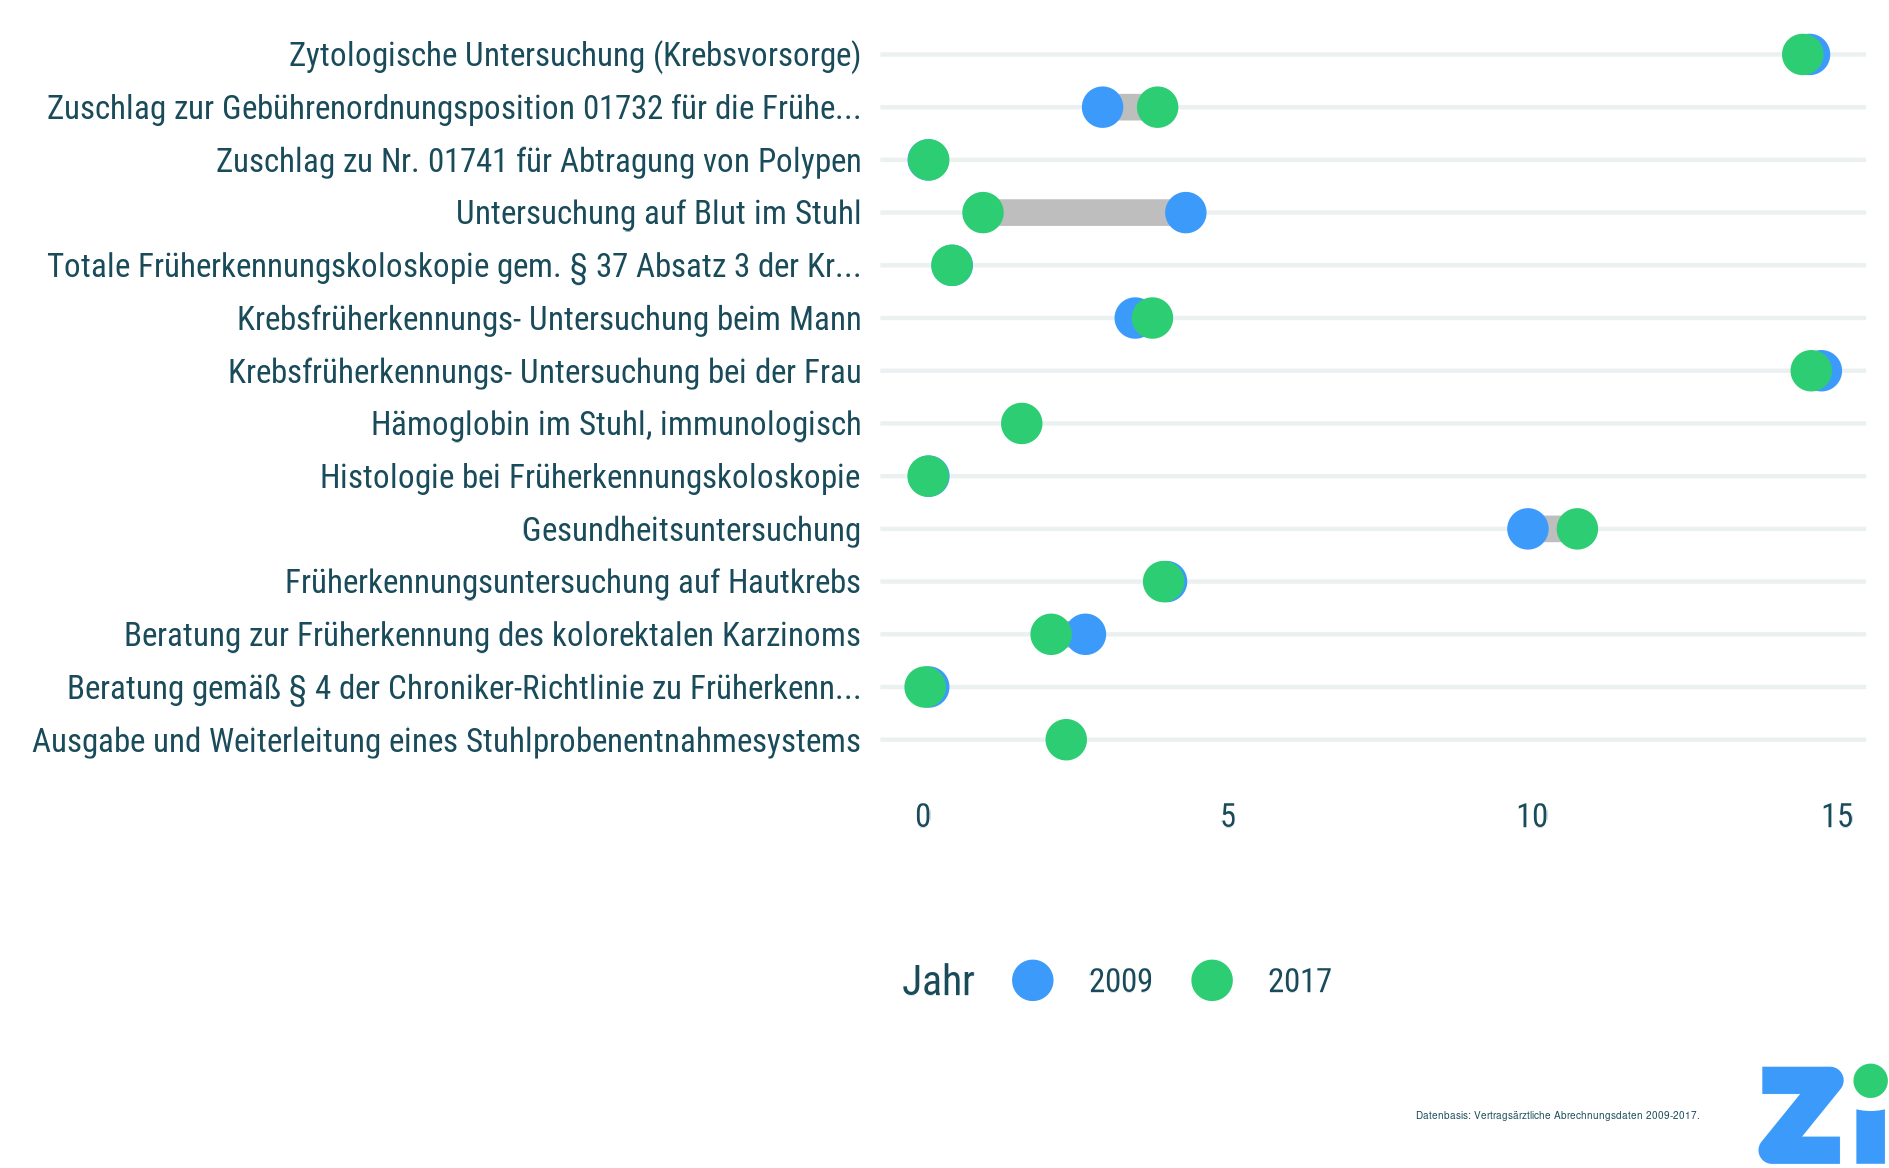 Zytologische Untersuchung (Krebsvorsorge)
Zuschlag zur Gebührenordnungsposition 01732 für die Frühe...
Zuschlag zu Nr. 01741 für Abtragung von Polypen
Untersuchung auf Blut im Stuhl
Totale Früherkennungskoloskopie gem. § 37 Absatz 3 der Kr...
Krebsfrüherkennungs- Untersuchung beim Mann
Krebsfrüherkennungs- Untersuchung bei der Frau
Hämoglobin im Stuhl, immunologisch
Histologie bei Früherkennungskoloskopie
Gesundheitsuntersuchung
Früherkennungsuntersuchung auf Hautkrebs
Beratung zur Früherkennung des kolorektalen Karzinoms
Beratung gemäß § 4 der Chroniker-Richtlinie zu Früherkenn...
Ausgabe und Weiterleitung eines Stuhlprobenentnahmesystems
0 5 10 15
Jahr 2009 2017
Datenbasis: Vertragsärztliche Abrechnungsdaten 2009-2017.
zi